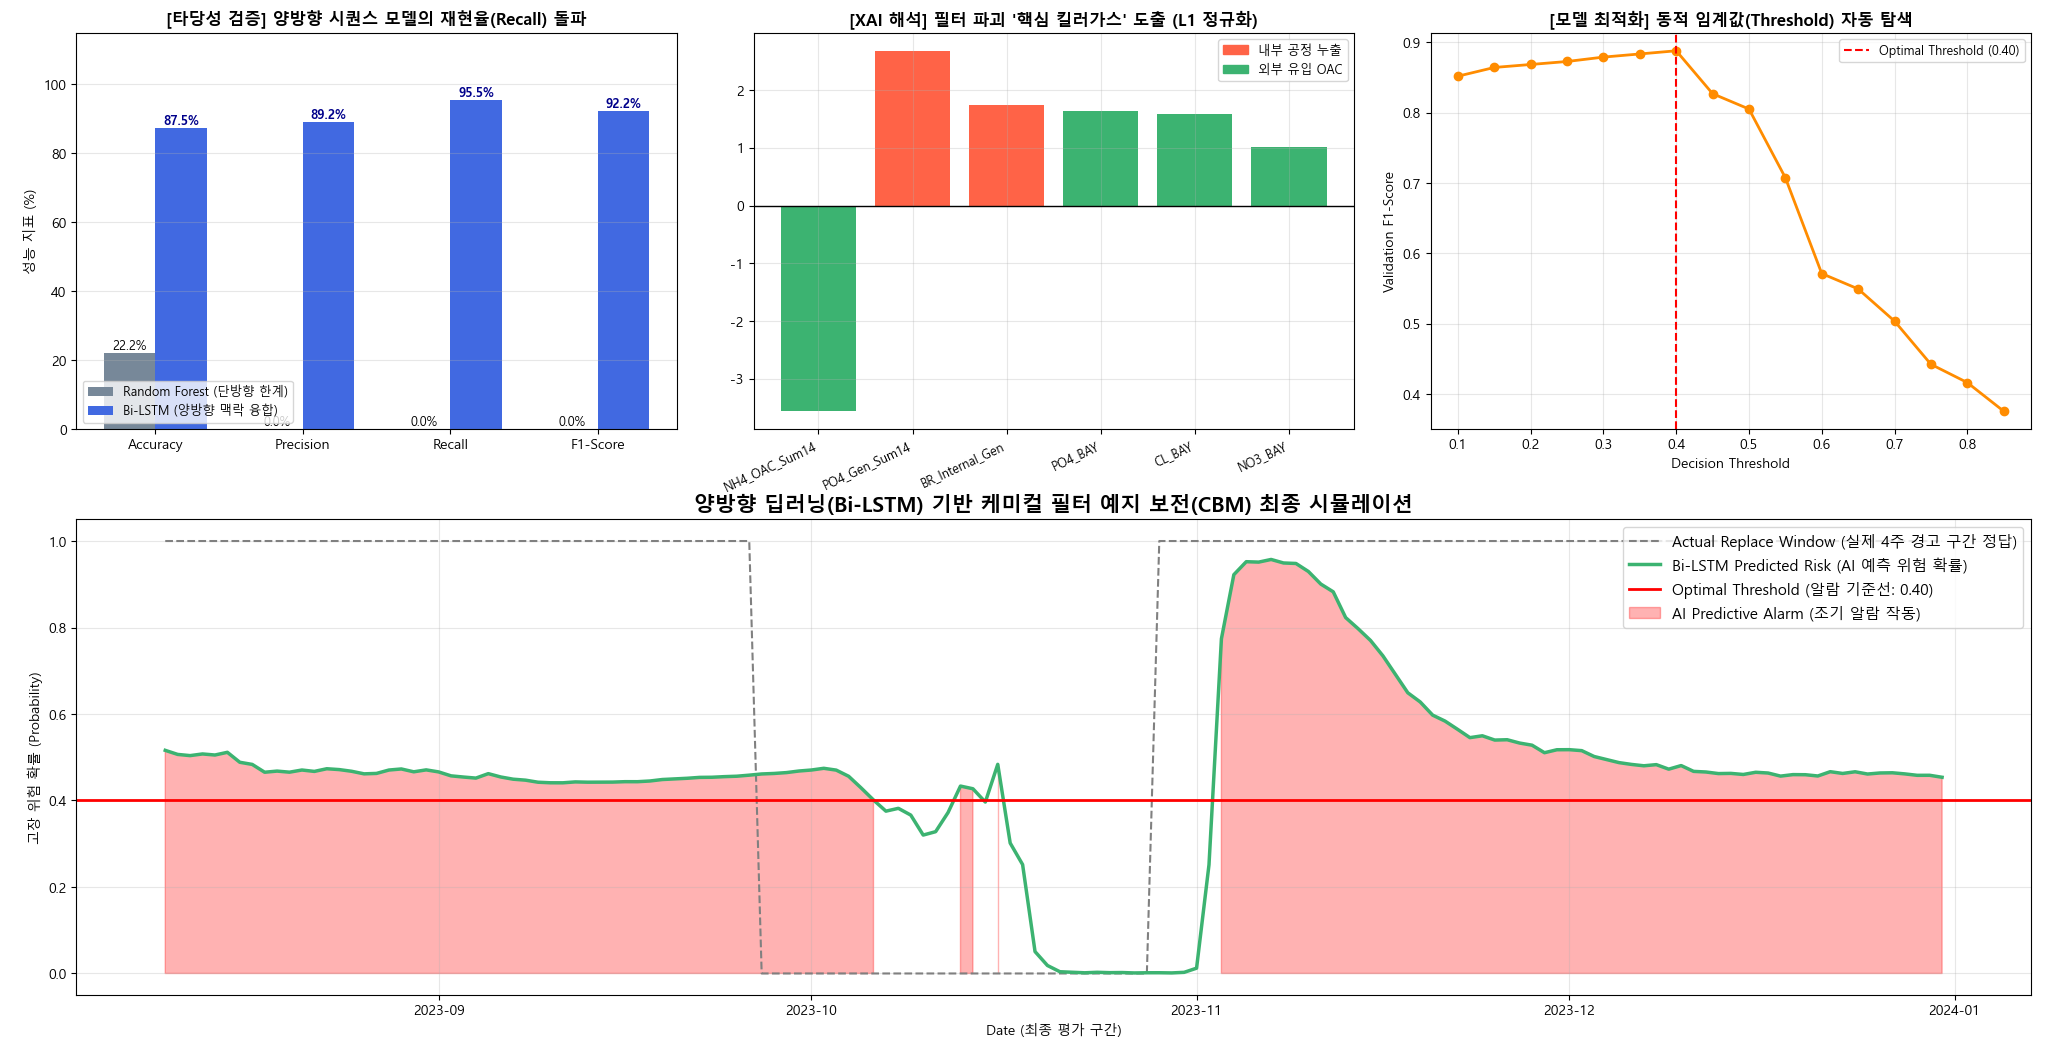 [타당성 검증] 양방향 시퀀스 모델의 재현율(Recall) 돌파
성능 지표 (%)
100
80
60
40
20
0
22.2%
87.5%
0.0%
89.2%
0.0%
95.5%
0.0%
92.2%
Random Forest (단방향 한계)
Bi-LSTM (양방향 맥락 융합)
Accuracy
Precision
Recall
F1-Score
[XAI 해석] 필터 파괴 '핵심 킬러가스' 도출 (L1 정규화)
내부 공정 누출
외부 유입 OAC
2
1
0
-1
-2
-3
NH4_OAC_Sum14
PO4_Gen_Sum14
BR_Internal_Gen
PO4_BAY
CL_BAY
NO3_BAY
[모델 최적화] 동적 임계값(Threshold) 자동 탐색
Optimal Threshold (0.40)
Validation F1-Score
0.9
0.8
0.7
0.6
0.5
0.4
0.1
0.2
0.3
0.4
0.5
0.6
0.7
0.8
Decision Threshold
양방향 딥러닝(Bi-LSTM) 기반 케미컬 필터 예지 보전(CBM) 최종 시뮬레이션
Actual Replace Window (실제 4주 경고 구간 정답)
Bi-LSTM Predicted Risk (AI 예측 위험 확률)
Optimal Threshold (알람 기준선: 0.40)
AI Predictive Alarm (조기 알람 작동)
고장 위험 확률 (Probability)
1.0
0.8
0.6
0.4
0.2
0.0
2023-09
2023-10
2023-11
2023-12
2024-01
Date (최종 평가 구간)